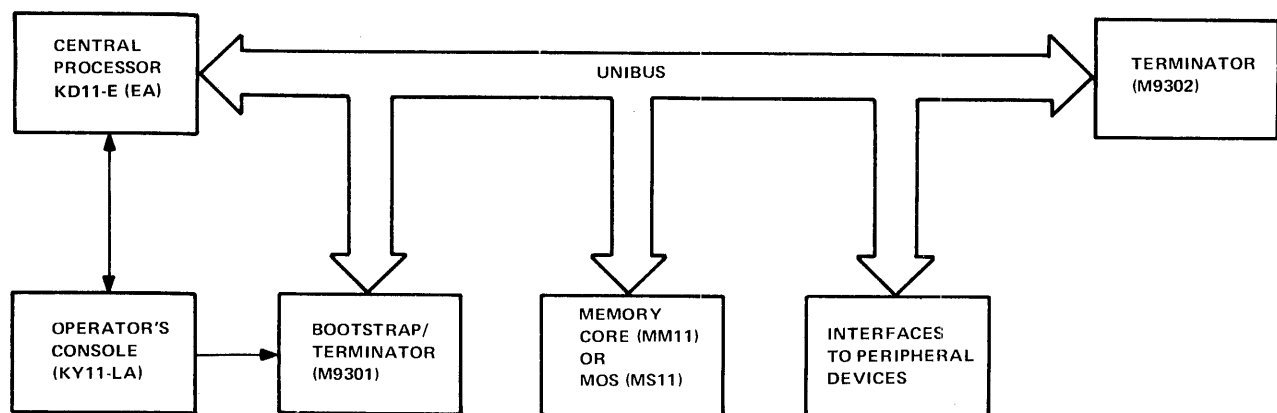 CENTRAL
PROCESSOR
KD11-E (EA)
UNIBUS
TERMINATOR
(M9302)
OPERATOR'S
CONSOLE
(KY11-LA)
BOOTSTRAP/
TERMINATOR
(M9301)
MEMORY
CORE (MM11)
OR
MOS (MS11)
INTERFACES
TO PERIPHERAL
DEVICES